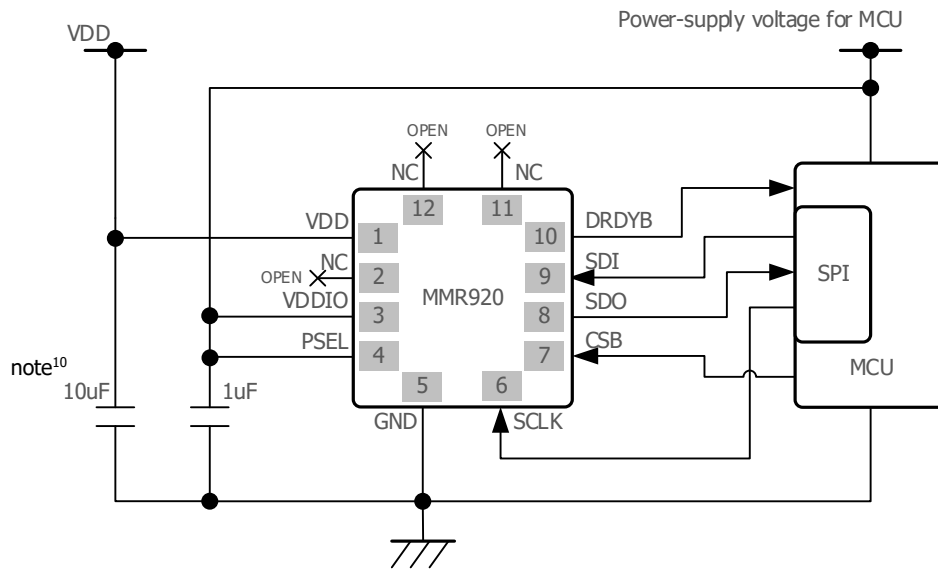 Power-supply voltage for MCU
VDD
OPEN
OPEN
NC
NC
12
11
VDD
1
10
DRDYB
NC
OPEN
2
9
SDI
SPI
VDDIO
3
MMR920
8
SDO
PSEL
4
7
CSB
MCU
note10
10uF
1uF
5
6
GND
SCLK